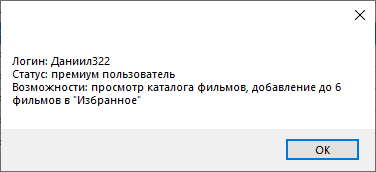 Логин: Даниил322
Статус: премиум пользователь
Возможности: просмотр каталога фильмов, добавление до 6
фильмов в "Избранное"
OK